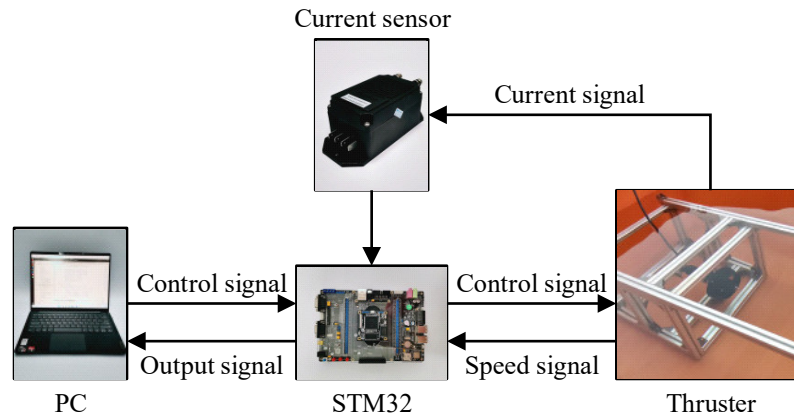 Current sensor
Current signal
Control signal
Control signal
Output signal
Speed signal
PC
STM32
Thruster